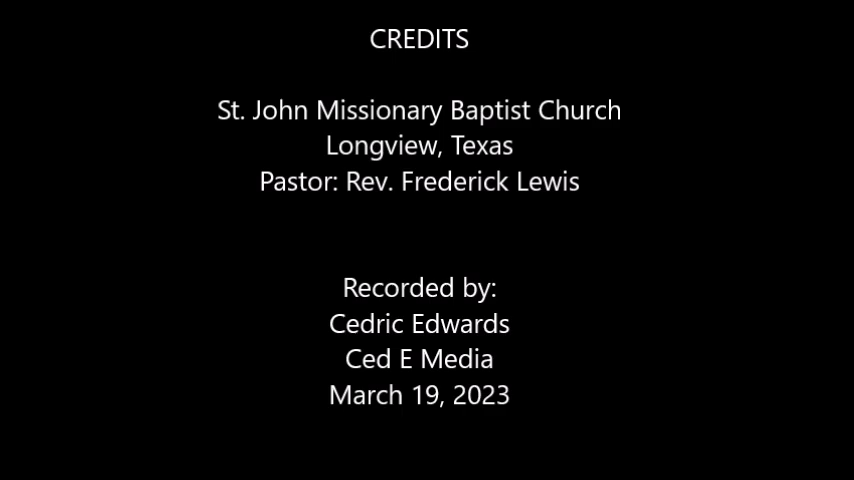 CREDITS
St. John Missionary Baptist Church
Longview, Texas
Pastor: Rev. Frederick Lewis
Recorded by:
Cedric Edwards
Ced E Media
March 19, 2023